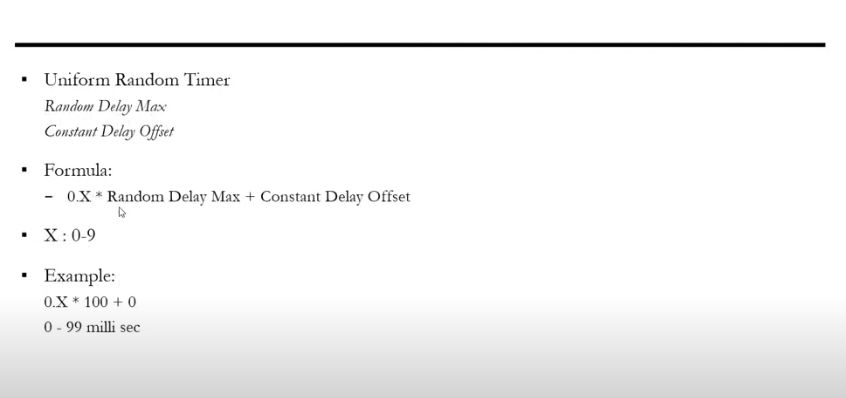 ▪ Uniform Random Timer
Random Delay Max
Constant Delay Offset
▪ Formula:
– 0.X * Random Delay Max + Constant Delay Offset
▪ X : 0-9
▪ Example:
0.X * 100 + 0
0 - 99 milli sec